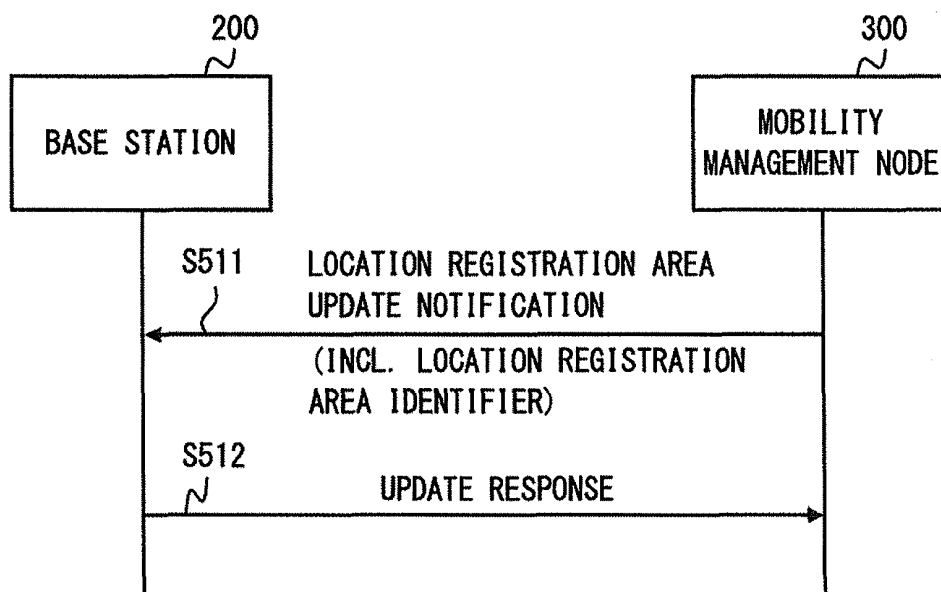 200
300
BASE STATION
MOBILITY
MANAGEMENT NODE
S511
LOCATION REGISTRATION AREA
UPDATE NOTIFICATION
(INCL. LOCATION REGISTRATION
AREA IDENTIFIER)
S512
UPDATE RESPONSE